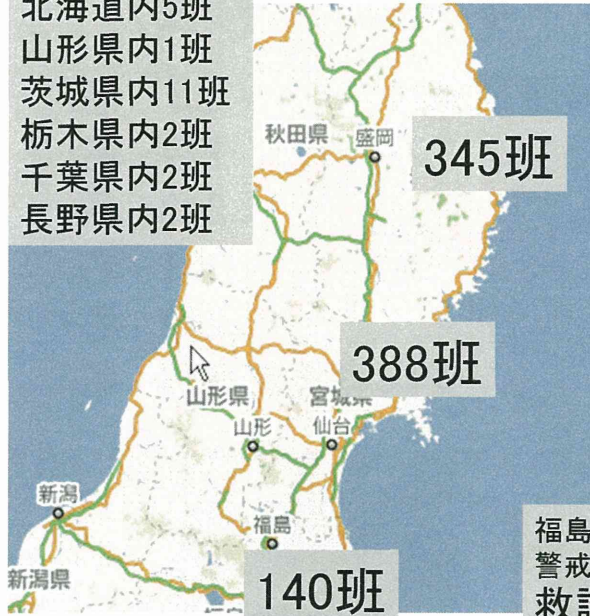 北海道内5班
山形県内1班
茨城県内11班
栃木県内2班
千葉県内2班
長野県内2班
秋田県
盛岡
345班
388班
山形県
宮城県
山形
仙台
新潟
福島
新潟県
140班
福島
警戒
救